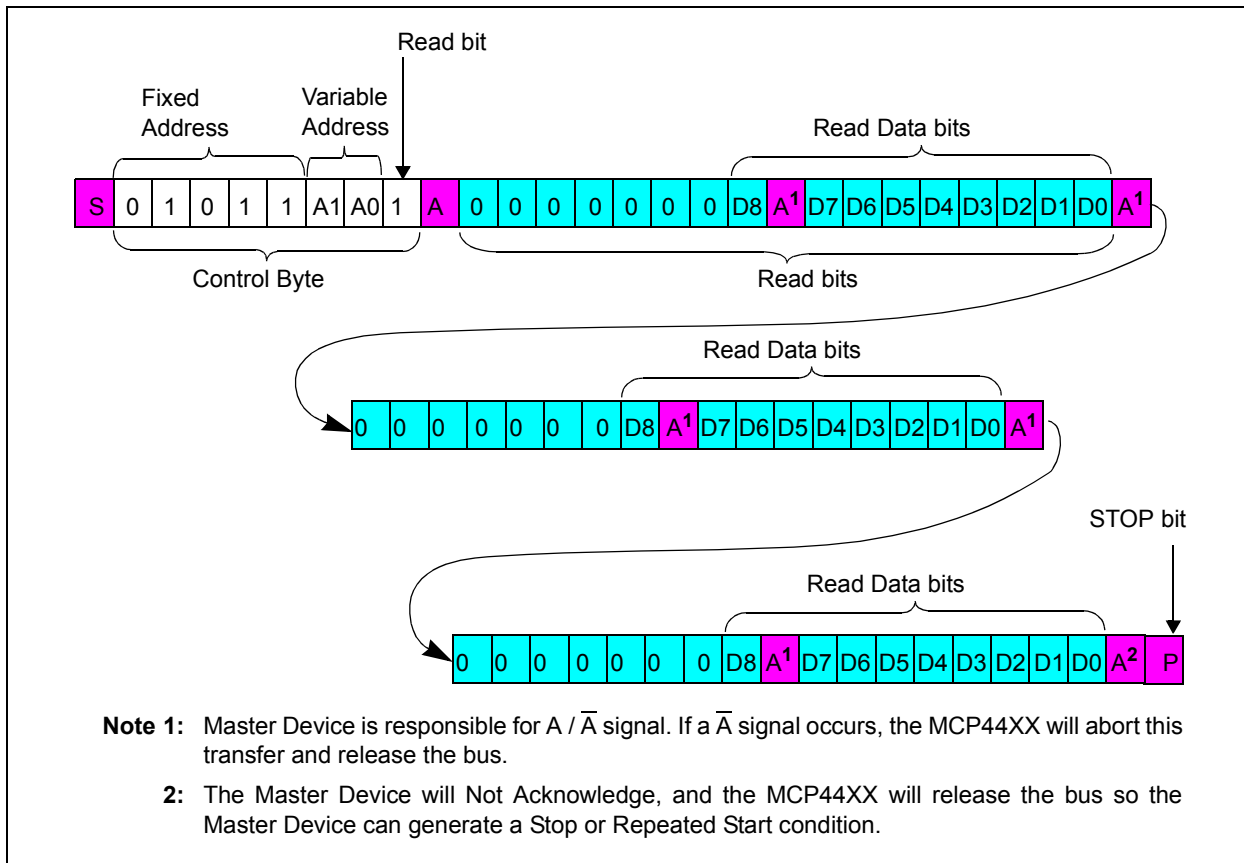 Read bit
Fixed Address
Variable Address
Read Data bits
S 0 1 0 1 1 A1 A0 1 A 0 0 0 0 0 0 0 D8 A¹ D7 D6 D5 D4 D3 D2 D1 D0 A¹
Control Byte
Read bits
Read Data bits
0 0 0 0 0 0 0 D8 A¹ D7 D6 D5 D4 D3 D2 D1 D0 A¹
STOP bit
Read Data bits
0 0 0 0 0 0 0 D8 A¹ D7 D6 D5 D4 D3 D2 D1 D0 A² P
Note 1: Master Device is responsible for A / A̅ signal. If a A̅ signal occurs, the MCP44XX will abort this
transfer and release the bus.
2: The Master Device will Not Acknowledge, and the MCP44XX will release the bus so the
Master Device can generate a Stop or Repeated Start condition.